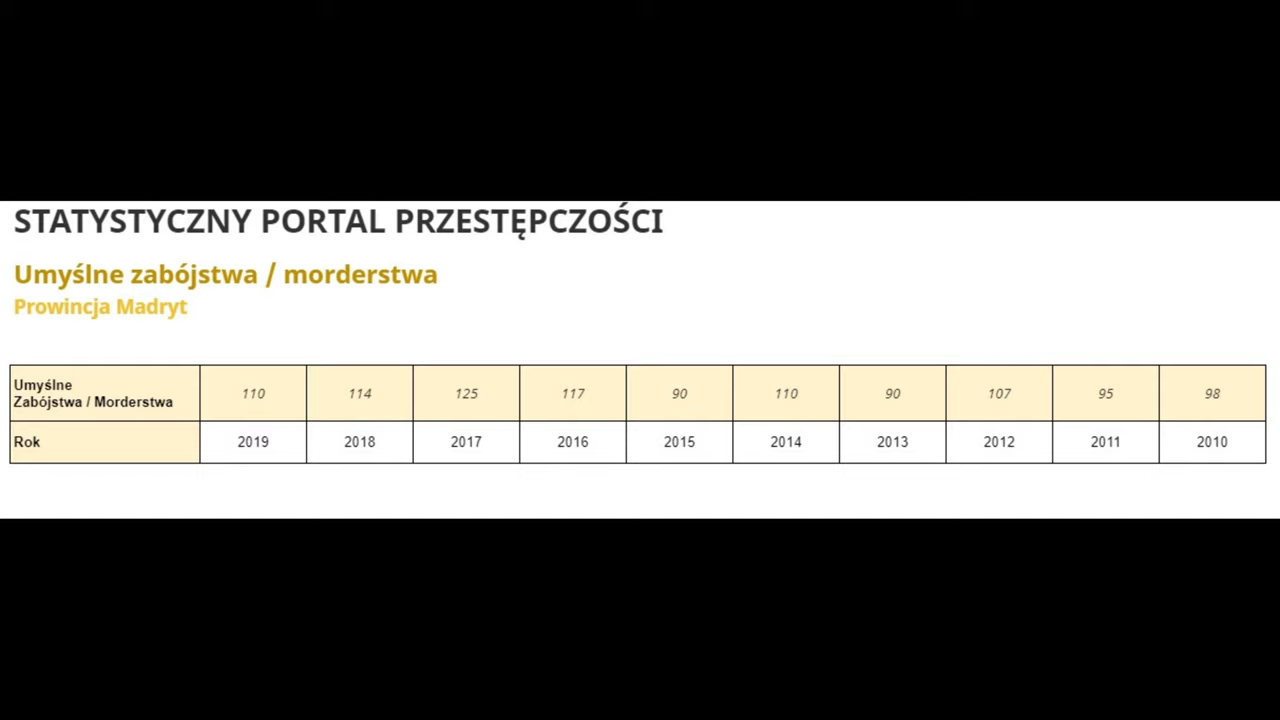 STATYSTYCZNY PORTAL PRZESTĘPCZOŚCI
Umyślne zabójstwa / morderstwa
Prowincja Madryt
Umyślne
Zabójstwa / Morderstwa 110 114 125 117 90 110 90 107 95 98
Rok 2019 2018 2017 2016 2015 2014 2013 2012 2011 2010